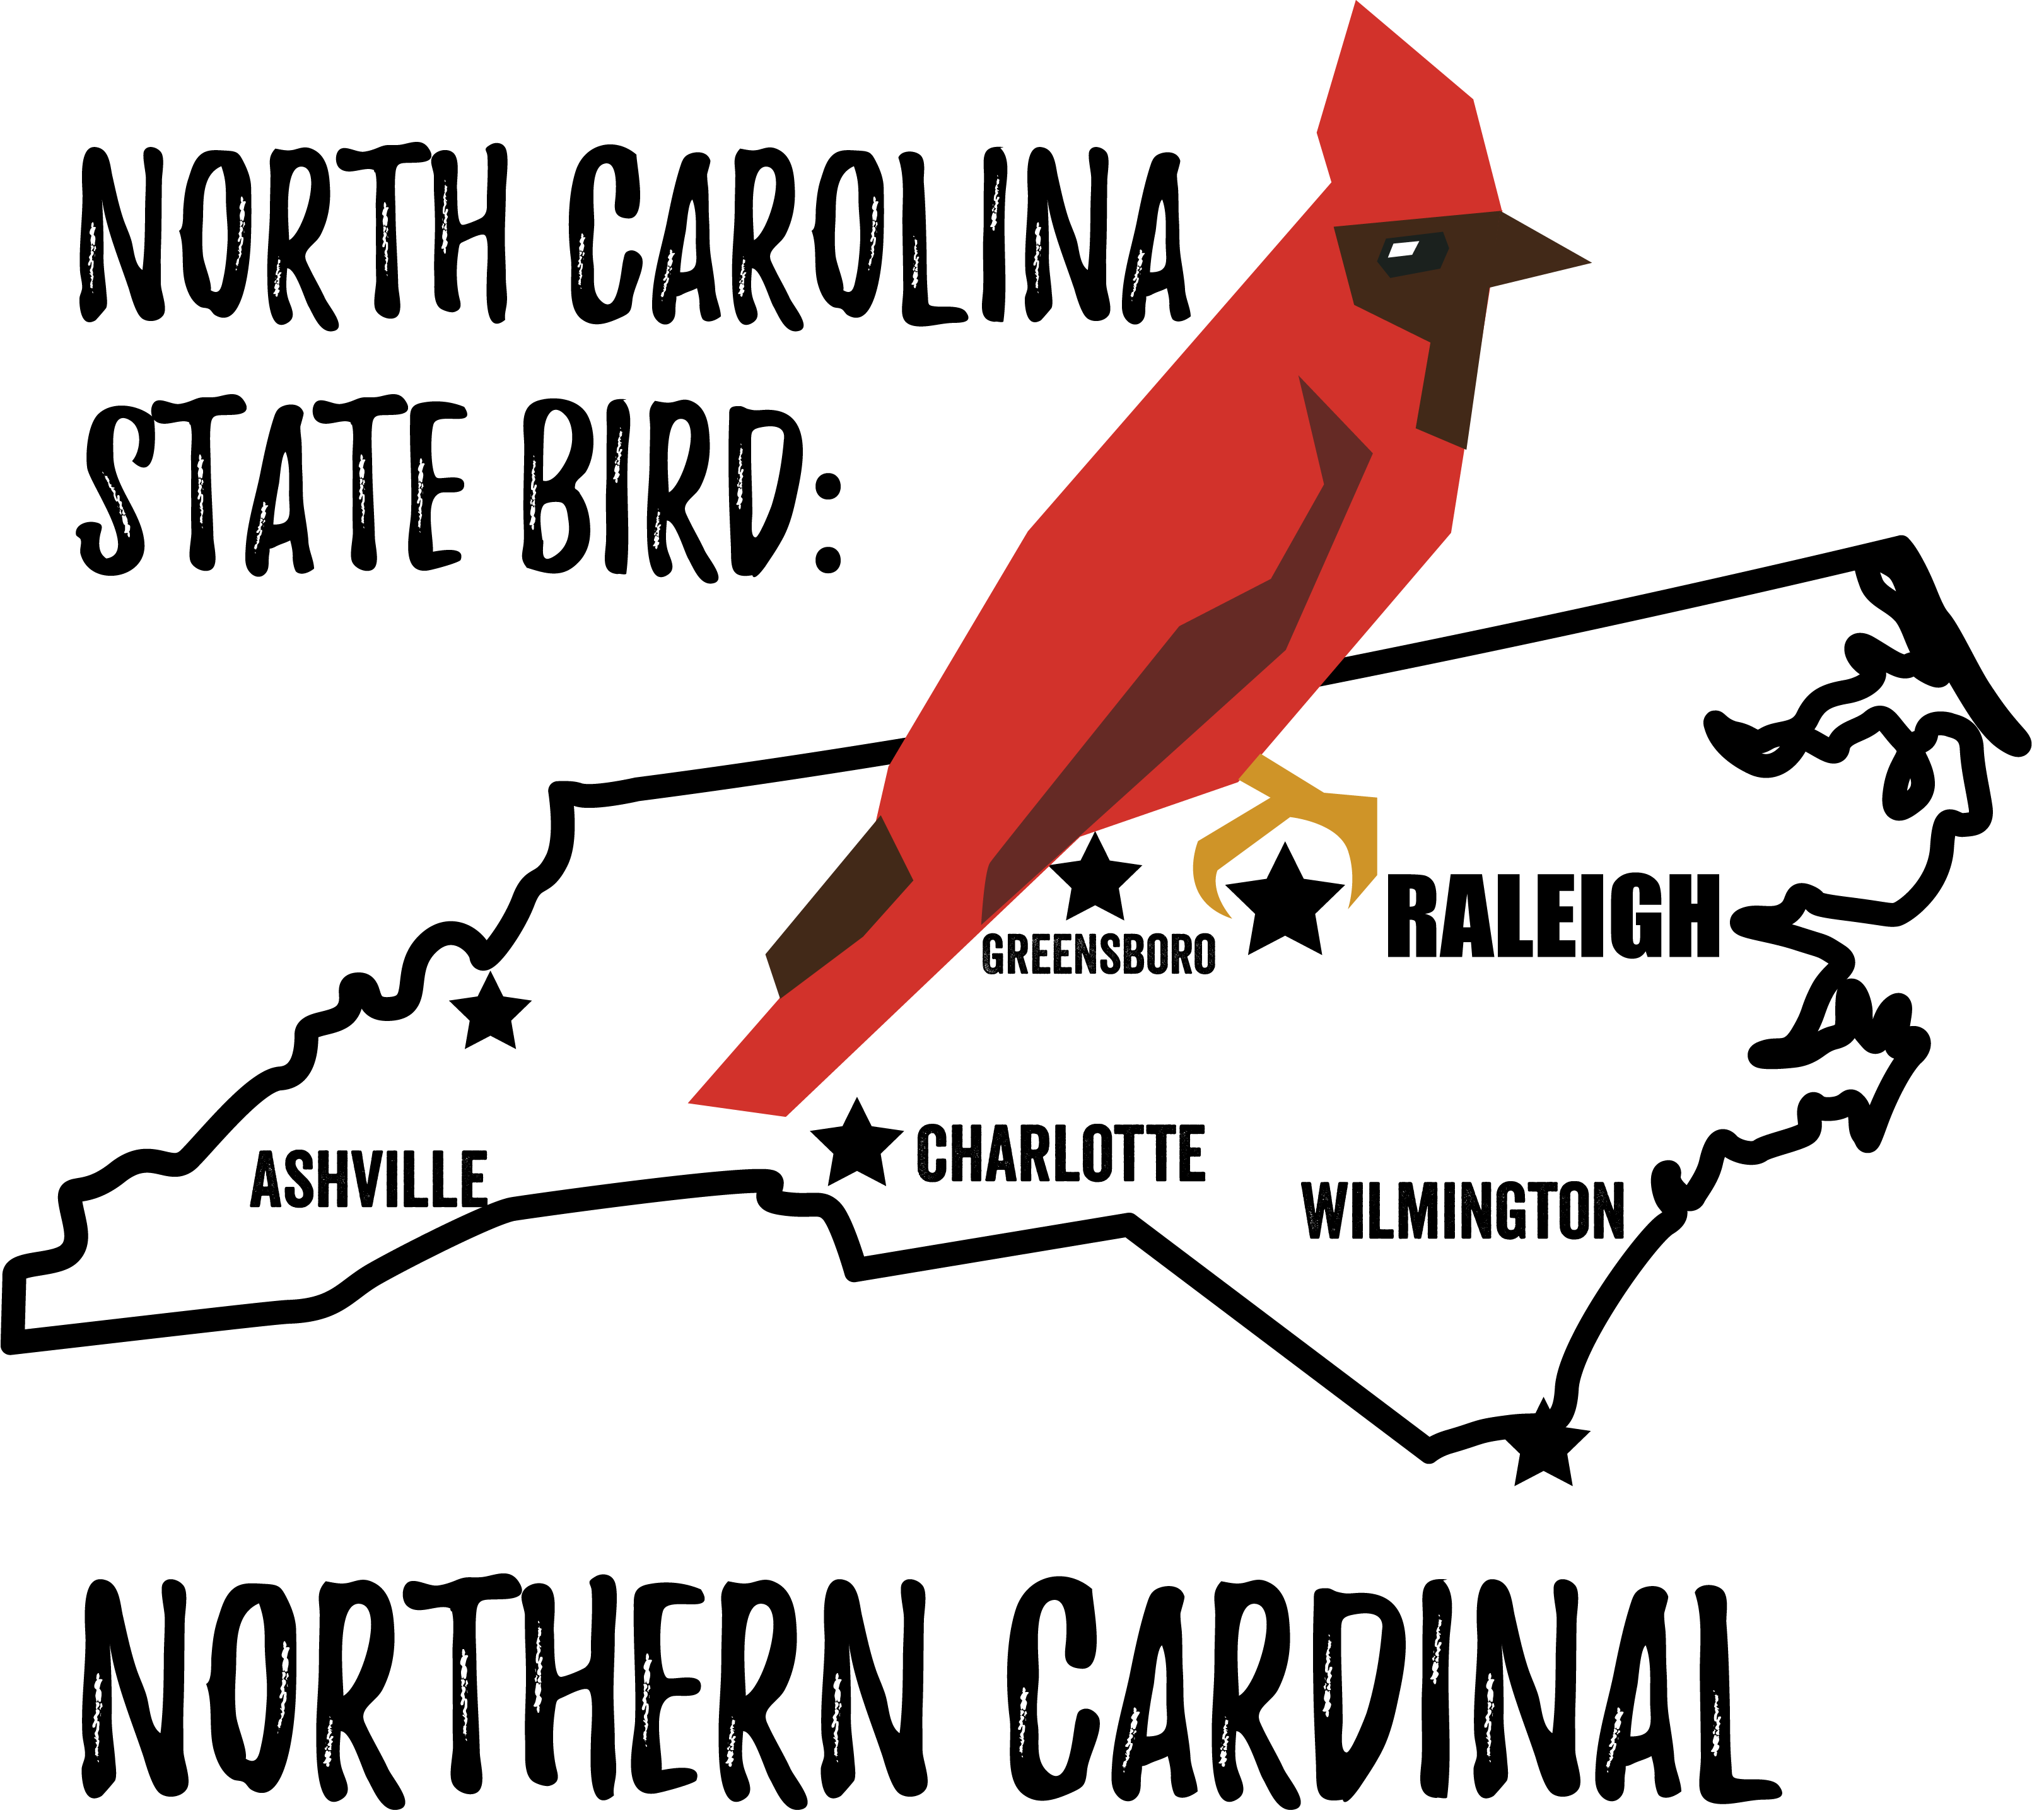 NORTH CAROLINA
STATE BIRD:
RALEIGH
GREENSBORO
CHARLOTTE
ASHVILLE
WILMINGTON
NORTHERN CARDINAL